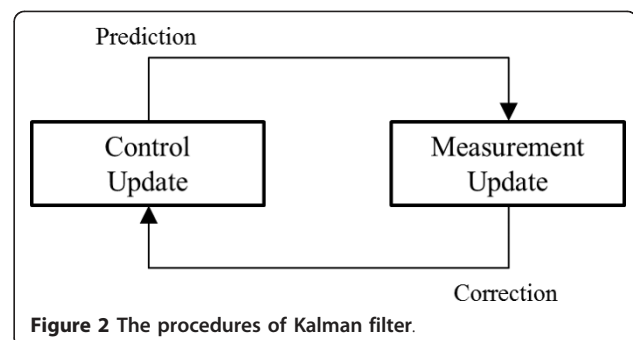 Prediction
Control
Update
Measurement
Update
Correction
Figure 2 The procedures of Kalman filter.